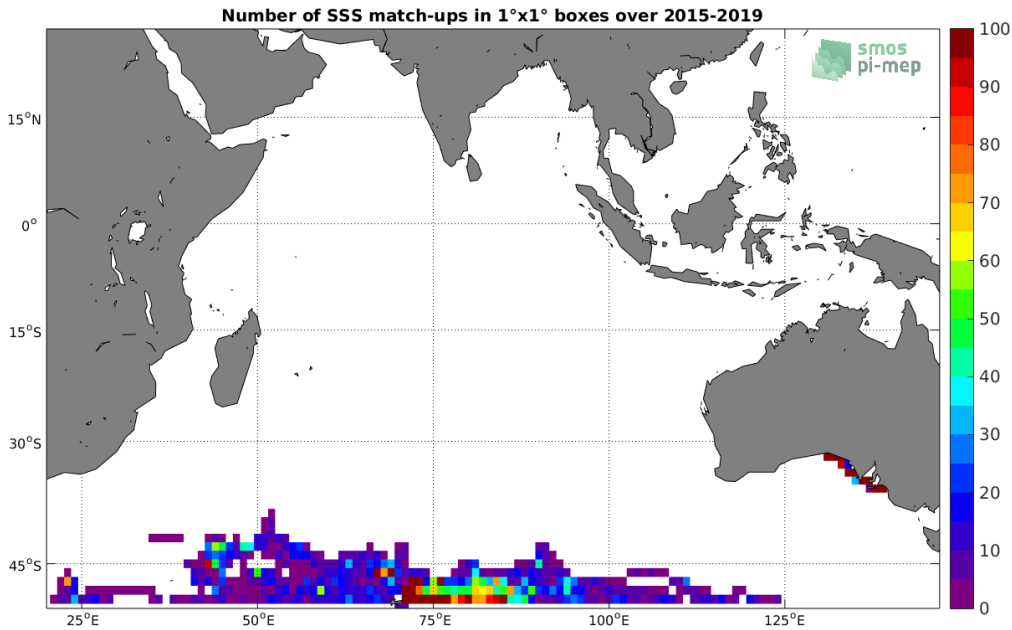 Number of SSS match-ups in 1°x1° boxes over 2015-2019
smos
pi-mep
100
90
80
70
60
50
40
30
20
10
0
15°N
0°
15°S
30°S
45°S
25°E
50°E
75°E
100°E
125°E